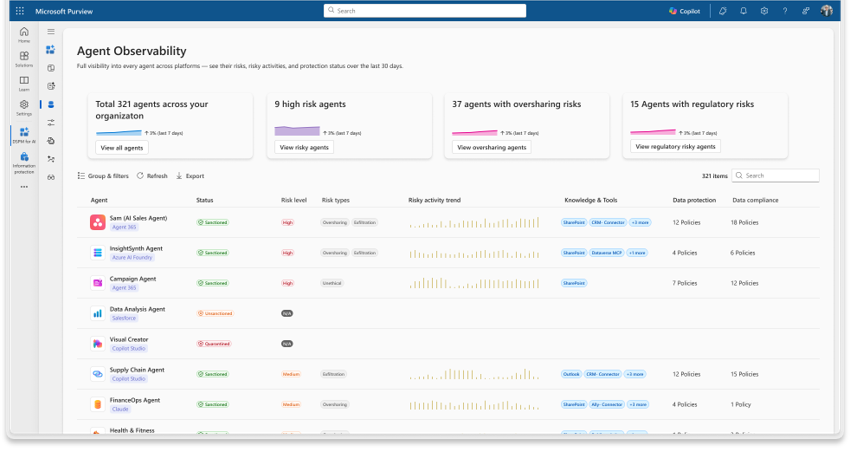 Microsoft Purview
Search
Copilot
?
Home
Solutions
Learn
Settings
DSPM for AI
Information
protection
Agent Observability
Full visibility into every agent across platforms — see their risks, risky activities, and protection status over the last 30 days.
Total 321 agents across your
organizaton
↑ 3% (last 7 days)
View all agents
9 high risk agents
↑ 3% (last 7 days)
View risky agents
37 agents with oversharing risks
↑ 3% (last 7 days)
View oversharing agents
15 Agents with regulatory risks
↑ 3% (last 7 days)
View regulatory risky agents
Group & filters Refresh Export
321 items Search
Agent Status Risk level Risk types Risky activity trend Knowledge & Tools Data protection Data compliance
Sam (AI Sales Agent)
Agent 365
Sanctioned High Oversharing Exfiltration SharePoint CRM- Connector +3 more 12 Policies 18 Policies
InsightSynth Agent
Azure AI Foundry
Sanctioned High Oversharing Exfiltration SharePoint Dataverse MCP +1 more 4 Policies 6 Policies
Campaign Agent
Agent 365
Sanctioned High Unethical SharePoint 7 Policies 12 Policies
Data Analysis Agent
Salesforce
Unsanctioned N/A
Visual Creator
Copilot Studio
Quarantined N/A
Supply Chain Agent
Copilot Studio
Sanctioned Medium Exfiltration Outlook CRM- Connector +3 more 12 Policies 15 Policies
FinanceOps Agent
Claude
Sanctioned Medium Oversharing SharePoint Ally- Connector +3 more 4 Policies 1 Policy
Health & Fitness